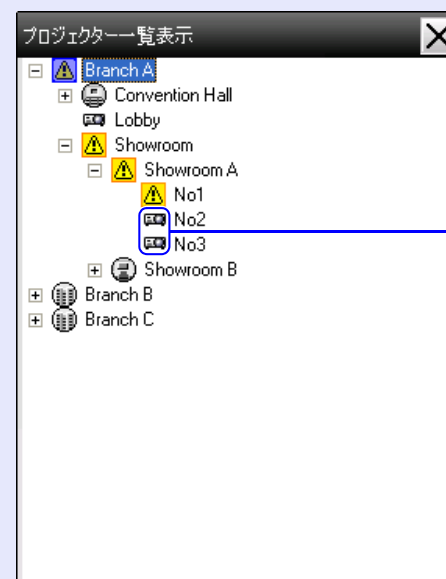 プロジェクター一覧表示
Branch A
Convention Hall
Lobby
Showroom
Showroom A
No1
No2
No3
Showroom B
Branch B
Branch C